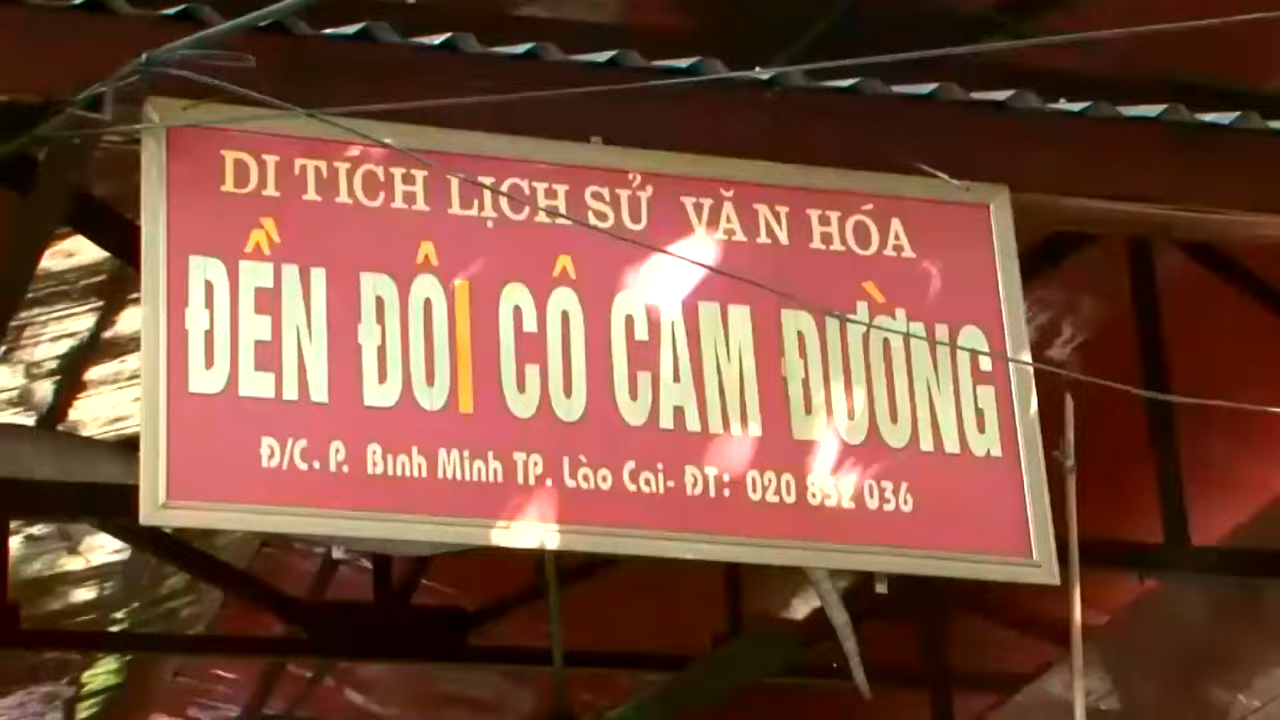 DI TÍCH LỊCH SỬ VĂN HÓA
ĐỀN ĐÔI CÔ CAM ĐƯỜNG
Đ/C. P. Bình Minh TP. Lào Cai- ĐT: 020 852 036